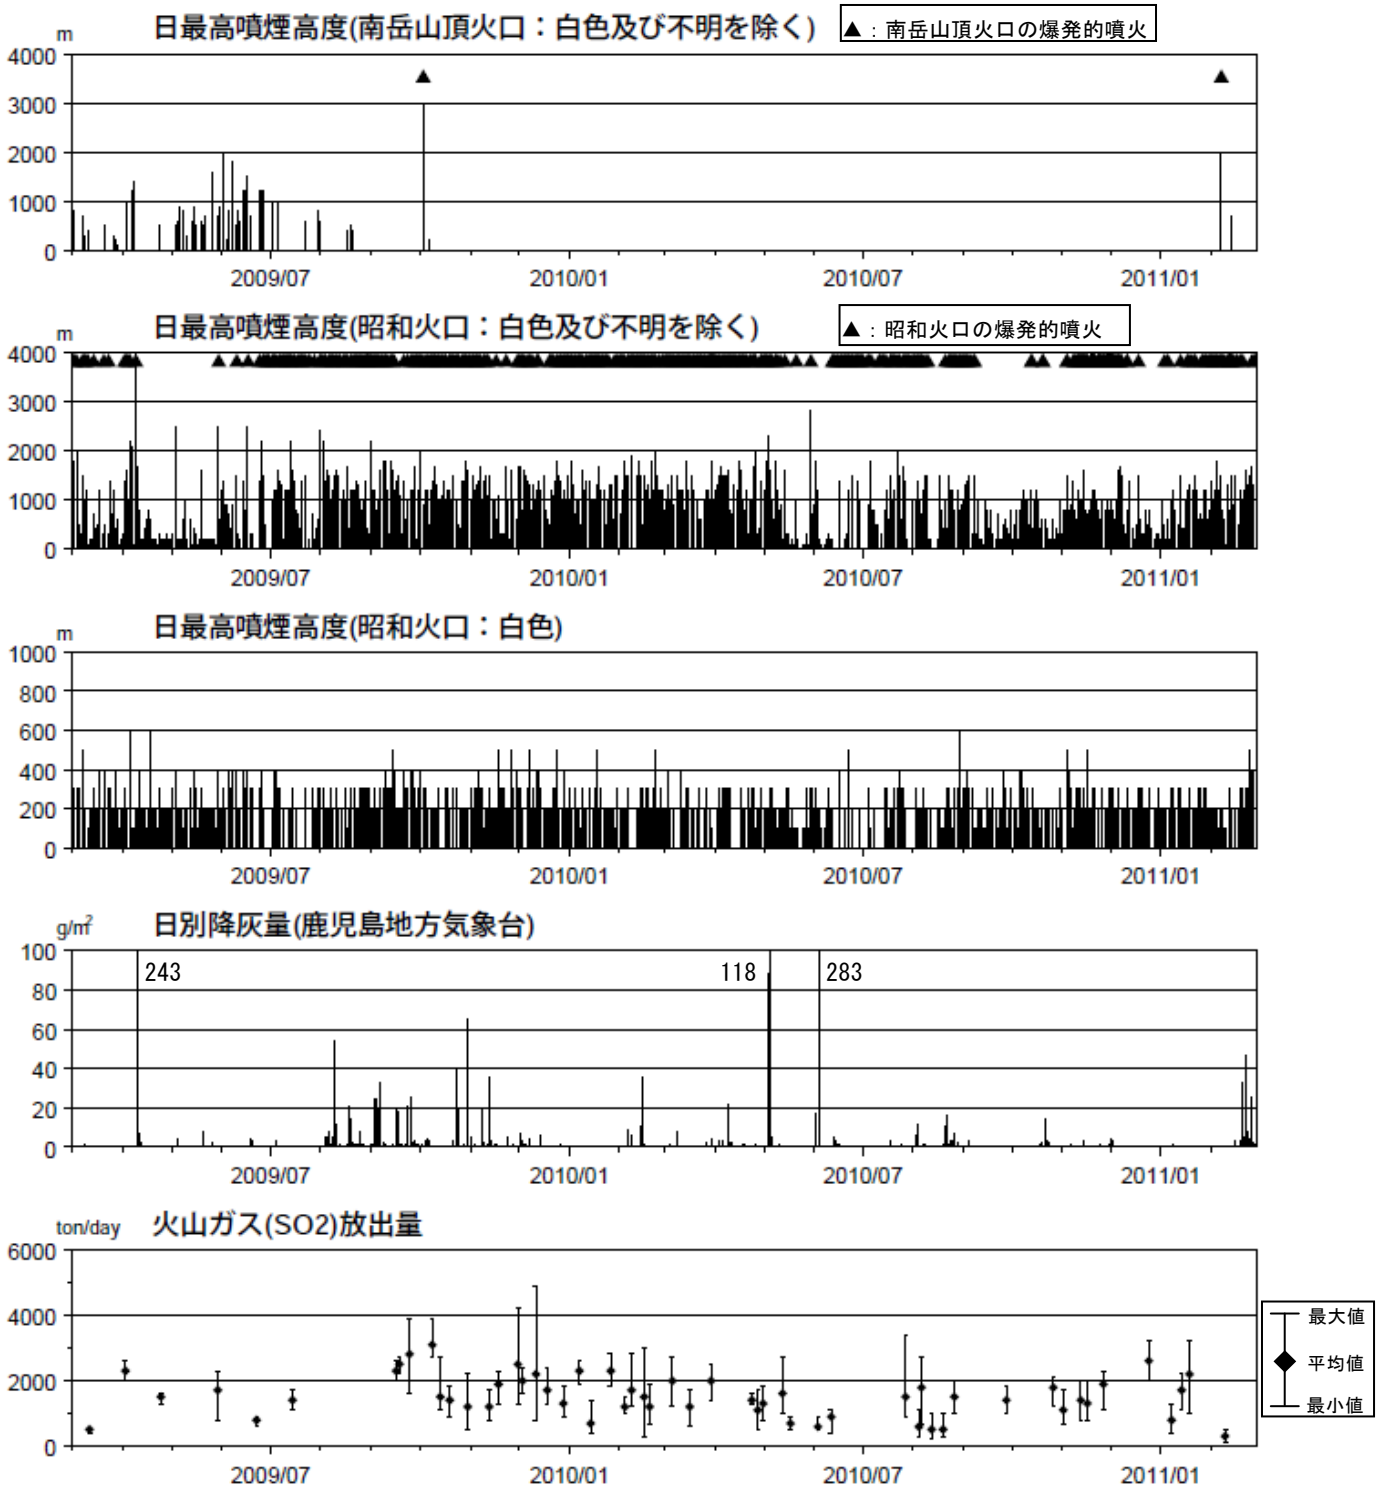 m 日最高噴煙高度(南岳山頂火口：白色及び不明を除く) ▲：南岳山頂火口の爆発的噴火
4000
3000
2000
1000
0
2009/07 2010/01 2010/07 2011/01
m 日最高噴煙高度(昭和火口：白色及び不明を除く) ▲：昭和火口の爆発的噴火
4000
3000
2000
1000
0
2009/07 2010/01 2010/07 2011/01
m 日最高噴煙高度(昭和火口：白色)
1000
800
600
400
200
0
2009/07 2010/01 2010/07 2011/01
g/㎡ 日別降灰量(鹿児島地方気象台)
100
243 118 283
80
60
40
20
0
2009/07 2010/01 2010/07 2011/01
ton/day 火山ガス(SO2)放出量
6000
4000
2000
0
最大値
平均値
最小値
2009/07 2010/01 2010/07 2011/01